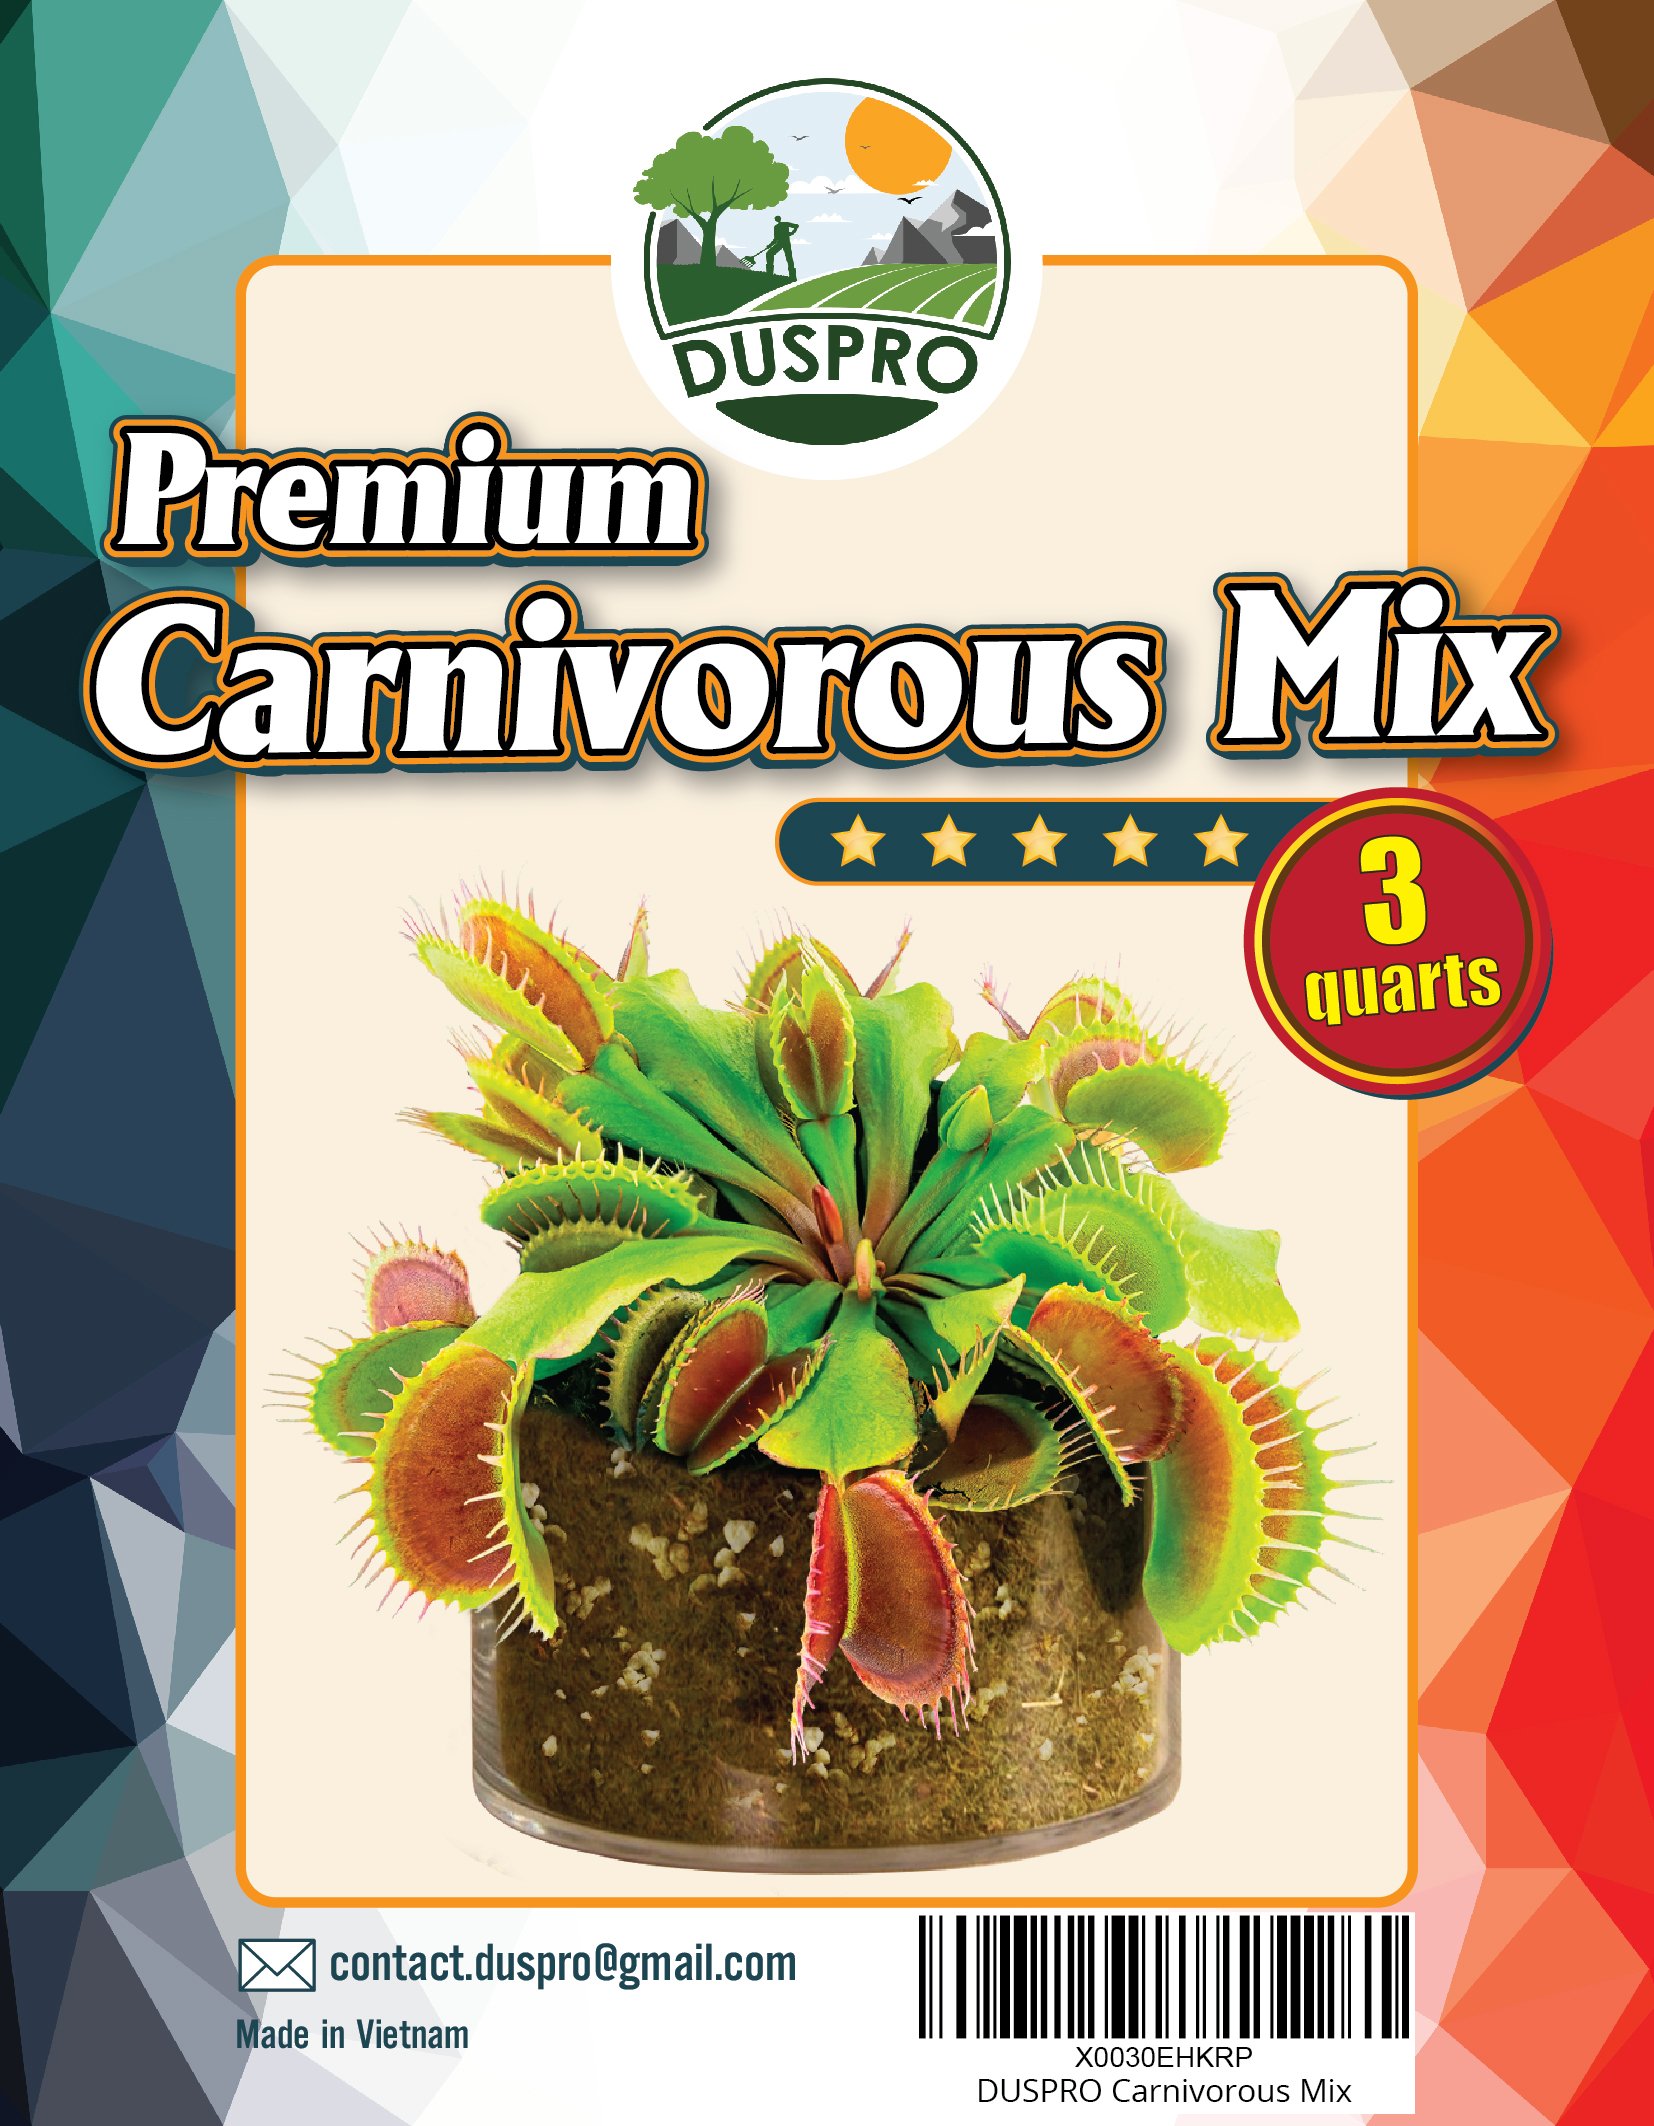 DUSPRO
Premium
Carnivorous Mix
3
quarts
contact.duspro@gmail.com
Made in Vietnam
X0030EHKRP
DUSPRO Carnivorous Mix